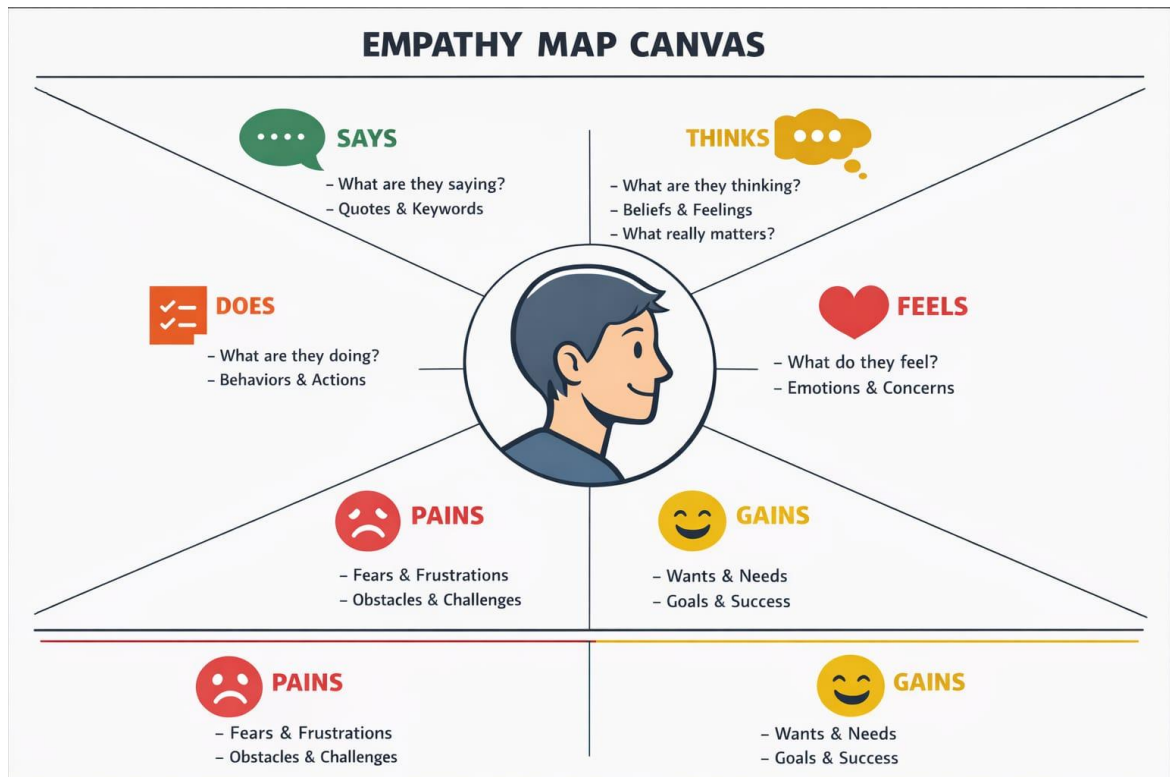 EMPATHY MAP CANVAS
SAYS
– What are they saying?
– Quotes & Keywords
THINKS
– What are they thinking?
– Beliefs & Feelings
– What really matters?
DOES
– What are they doing?
– Behaviors & Actions
FEELS
– What do they feel?
– Emotions & Concerns
PAINS
– Fears & Frustrations
– Obstacles & Challenges
GAINS
– Wants & Needs
– Goals & Success
PAINS
– Fears & Frustrations
– Obstacles & Challenges
GAINS
– Wants & Needs
– Goals & Success